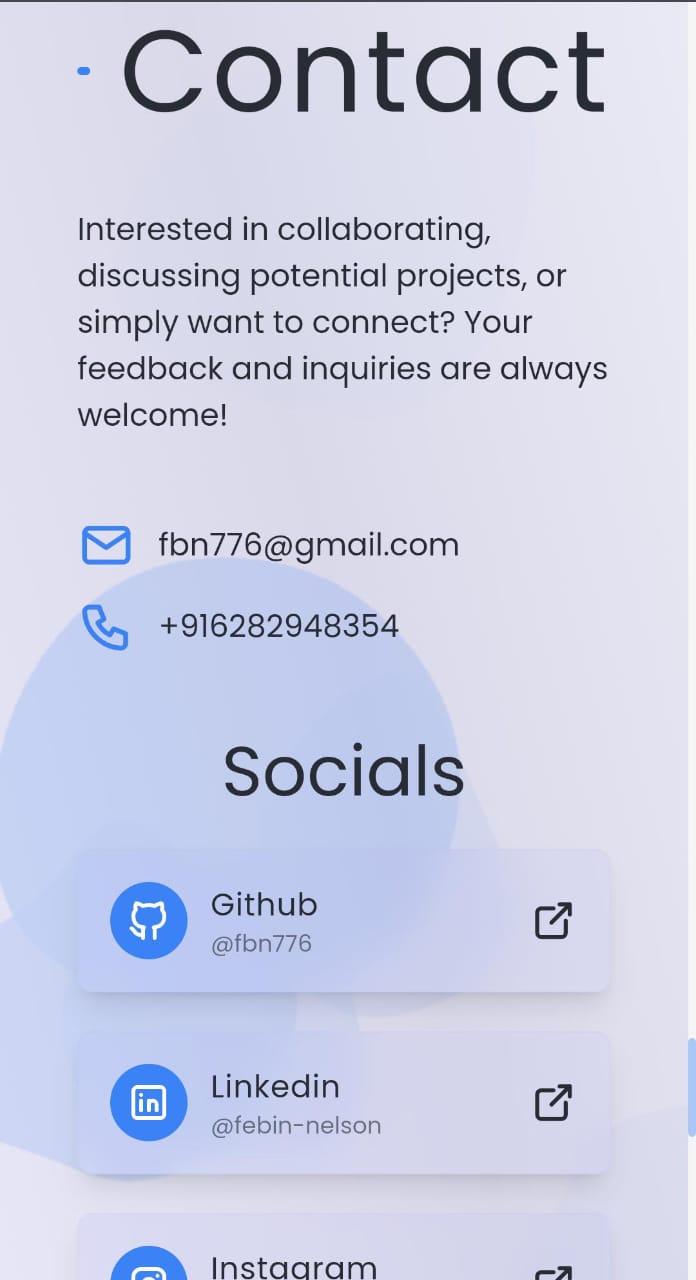 Contact
Interested in collaborating,
discussing potential projects, or
simply want to connect? Your
feedback and inquiries are always
welcome!
fbn776@gmail.com
+916282948354
Socials
Github
@fbn776
Linkedin
@febin-nelson
Instagram